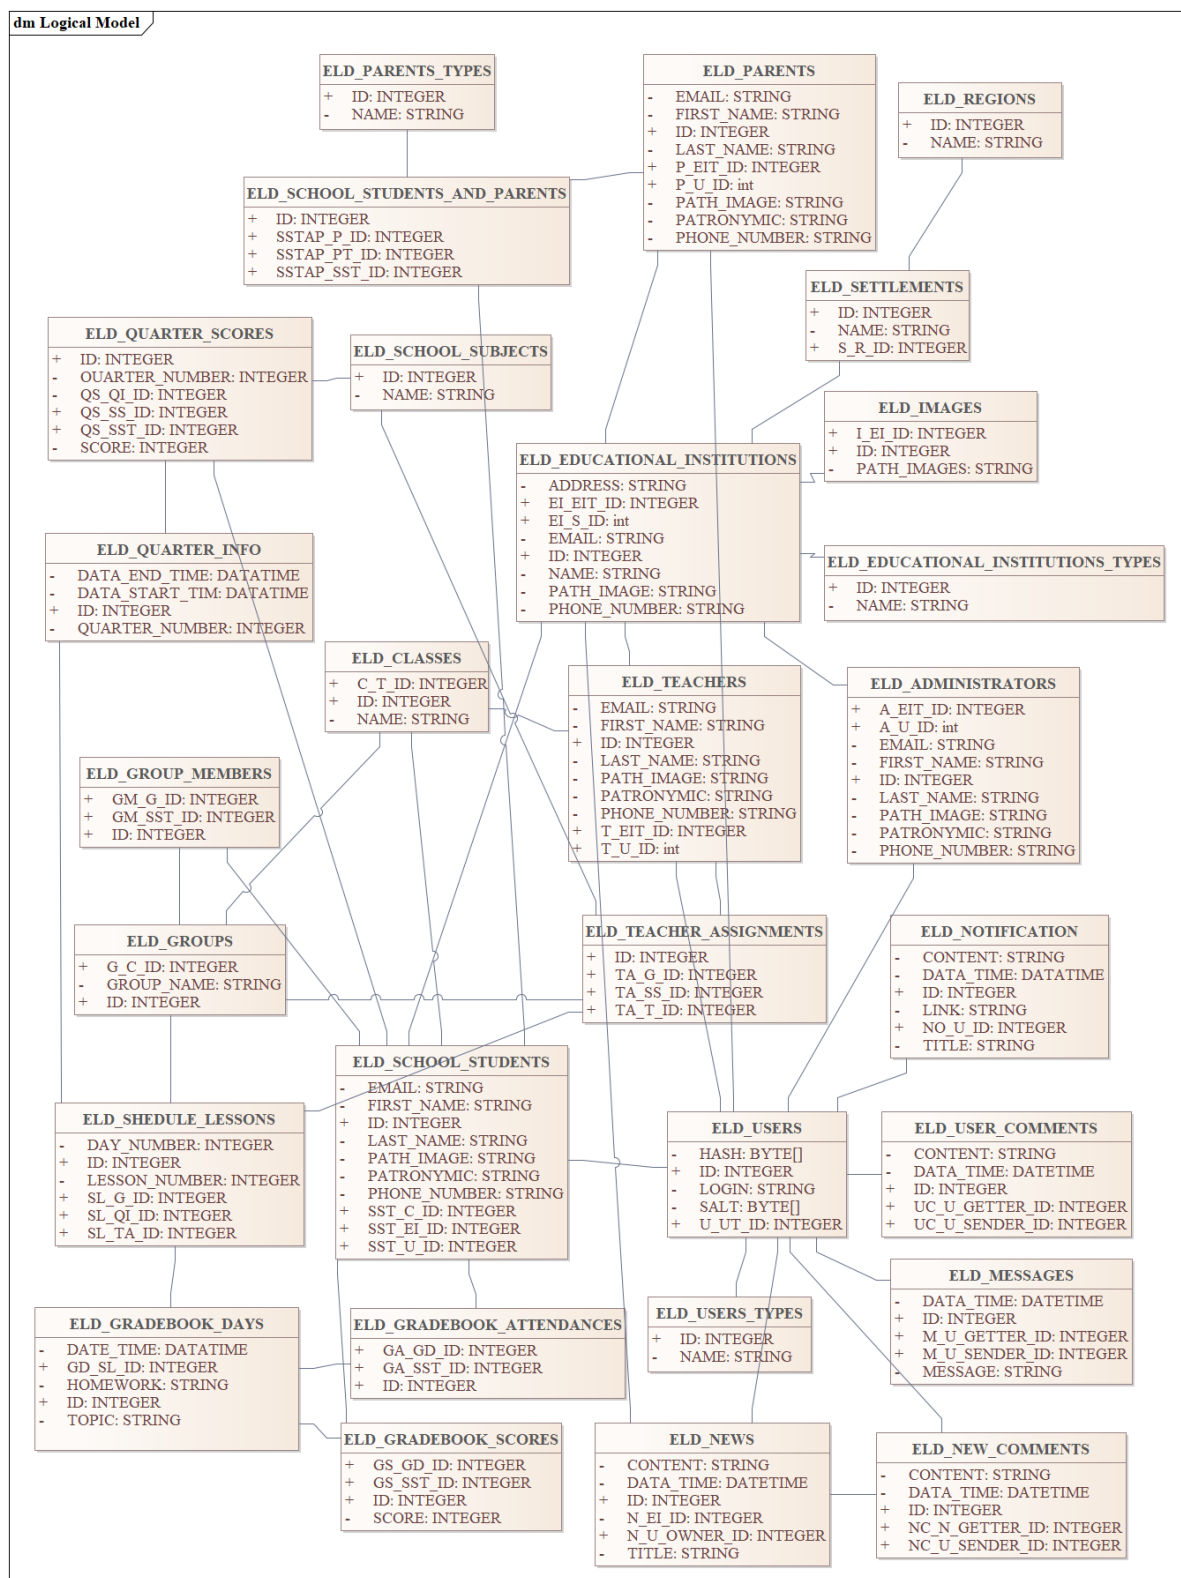 dm Logical Model
ELD_PARENTS_TYPES
+ ID: INTEGER
- NAME: STRING
ELD_PARENTS
- EMAIL: STRING
- FIRST_NAME: STRING
+ ID: INTEGER
- LAST_NAME: STRING
+ P_EIT_ID: INTEGER
+ P_U_ID: int
- PATH_IMAGE: STRING
- PATRONYMIC: STRING
- PHONE_NUMBER: STRING
ELD_REGIONS
+ ID: INTEGER
- NAME: STRING
ELD_SCHOOL_STUDENTS_AND_PARENTS
+ ID: INTEGER
+ SSTAP_P_ID: INTEGER
+ SSTAP_PT_ID: INTEGER
+ SSTAP_SST_ID: INTEGER
ELD_SETTLEMENTS
+ ID: INTEGER
- NAME: STRING
+ S_R_ID: INTEGER
ELD_QUARTER_SCORES
+ ID: INTEGER
- OUARTER_NUMBER: INTEGER
- QS_QI_ID: INTEGER
+ QS_SS_ID: INTEGER
+ QS_SST_ID: INTEGER
- SCORE: INTEGER
ELD_SCHOOL_SUBJECTS
+ ID: INTEGER
- NAME: STRING
ELD_IMAGES
+ I_EI_ID: INTEGER
+ ID: INTEGER
- PATH_IMAGES: STRING
ELD_EDUCATIONAL_INSTITUTIONS
- ADDRESS: STRING
+ EI_EIT_ID: INTEGER
+ EI_S_ID: int
- EMAIL: STRING
+ ID: INTEGER
- NAME: STRING
- PATH_IMAGE: STRING
- PHONE_NUMBER: STRING
ELD_QUARTER_INFO
- DATA_END_TIME: DATATIME
- DATA_START_TIM: DATATIME
+ ID: INTEGER
- QUARTER_NUMBER: INTEGER
ELD_EDUCATIONAL_INSTITUTIONS_TYPES
+ ID: INTEGER
- NAME: STRING
ELD_CLASSES
+ C_T_ID: INTEGER
+ ID: INTEGER
- NAME: STRING
ELD_TEACHERS
- EMAIL: STRING
- FIRST_NAME: STRING
+ ID: INTEGER
- LAST_NAME: STRING
- PATH_IMAGE: STRING
- PATRONYMIC: STRING
- PHONE_NUMBER: STRING
+ T_EIT_ID: INTEGER
+ T_U_ID: int
ELD_ADMINISTRATORS
+ A_EIT_ID: INTEGER
+ A_U_ID: int
- EMAIL: STRING
- FIRST_NAME: STRING
+ ID: INTEGER
- LAST_NAME: STRING
- PATH_IMAGE: STRING
- PATRONYMIC: STRING
- PHONE_NUMBER: STRING
ELD_GROUP_MEMBERS
+ GM_G_ID: INTEGER
+ GM_SST_ID: INTEGER
+ ID: INTEGER
ELD_GROUPS
+ G_C_ID: INTEGER
- GROUP_NAME: STRING
+ ID: INTEGER
ELD_TEACHER_ASSIGNMENTS
+ ID: INTEGER
+ TA_G_ID: INTEGER
+ TA_SS_ID: INTEGER
+ TA_T_ID: INTEGER
ELD_NOTIFICATION
- CONTENT: STRING
- DATA_TIME: DATATIME
+ ID: INTEGER
- LINK: STRING
+ NO_U_ID: INTEGER
- TITLE: STRING
ELD_SCHOOL_STUDENTS
- EMAIL: STRING
- FIRST_NAME: STRING
+ ID: INTEGER
- LAST_NAME: STRING
- PATH_IMAGE: STRING
- PATRONYMIC: STRING
- PHONE_NUMBER: STRING
+ SST_C_ID: INTEGER
+ SST_EI_ID: INTEGER
+ SST_U_ID: INTEGER
ELD_SHEDULE_LESSONS
- DAY_NUMBER: INTEGER
+ ID: INTEGER
- LESSON_NUMBER: INTEGER
+ SL_G_ID: INTEGER
+ SL_QI_ID: INTEGER
+ SL_TA_ID: INTEGER
ELD_USERS
- HASH: BYTE[]
+ ID: INTEGER
- LOGIN: STRING
- SALT: BYTE[]
+ U_UT_ID: INTEGER
ELD_USER_COMMENTS
- CONTENT: STRING
- DATA_TIME: DATETIME
+ ID: INTEGER
+ UC_U_GETTER_ID: INTEGER
+ UC_U_SENDER_ID: INTEGER
ELD_MESSAGES
- DATA_TIME: DATETIME
+ ID: INTEGER
+ M_U_GETTER_ID: INTEGER
+ M_U_SENDER_ID: INTEGER
- MESSAGE: STRING
ELD_USERS_TYPES
+ ID: INTEGER
- NAME: STRING
ELD_GRADEBOOK_DAYS
- DATE_TIME: DATATIME
+ GD_SL_ID: INTEGER
- HOMEWORK: STRING
+ ID: INTEGER
- TOPIC: STRING
ELD_GRADEBOOK_ATTENDANCES
+ GA_GD_ID: INTEGER
+ GA_SST_ID: INTEGER
+ ID: INTEGER
ELD_GRADEBOOK_SCORES
+ GS_GD_ID: INTEGER
+ GS_SST_ID: INTEGER
+ ID: INTEGER
- SCORE: INTEGER
ELD_NEWS
- CONTENT: STRING
- DATA_TIME: DATETIME
+ ID: INTEGER
- N_EI_ID: INTEGER
+ N_U_OWNER_ID: INTEGER
- TITLE: STRING
ELD_NEW_COMMENTS
- CONTENT: STRING
- DATA_TIME: DATETIME
+ ID: INTEGER
+ NC_N_GETTER_ID: INTEGER
+ NC_U_SENDER_ID: INTEGER